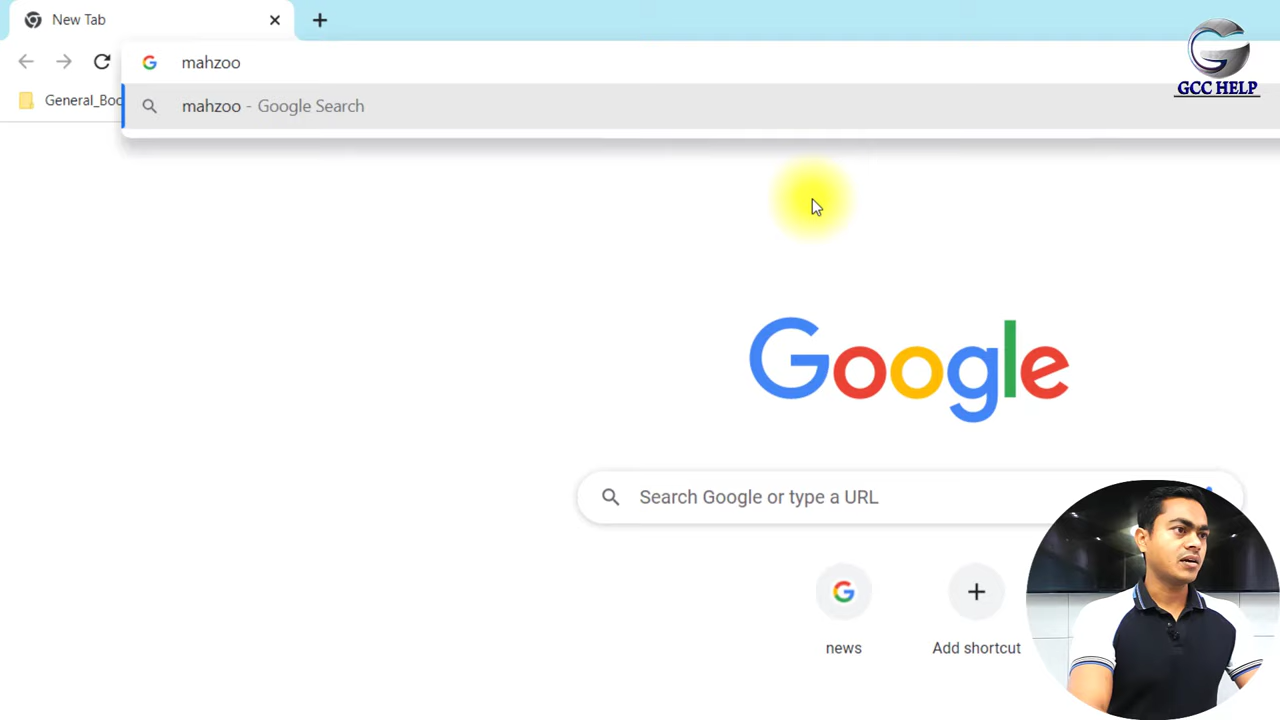 New Tab
mahzoo
General_Boo
mahzoo - Google Search
GCC HELP
Google
Search Google or type a URL
news
Add shortcut